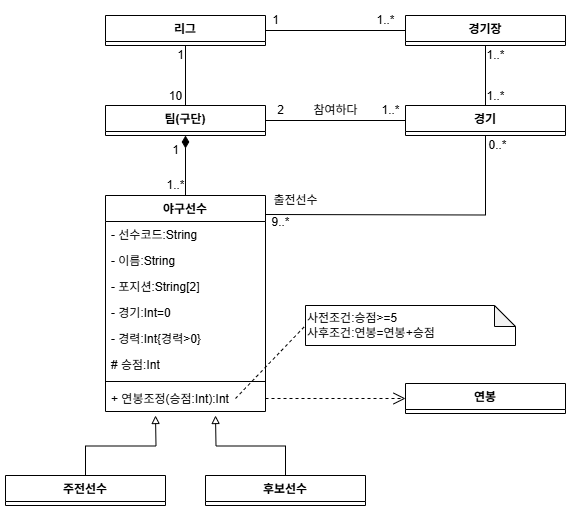 리그
1
1..*
경기장
1
1..*
10
1..*
팀(구단)
2
참여하다
1..*
경기
1
0..*
1..*
출전선수
야구선수
9..*
- 선수코드:String
- 이름:String
- 포지션:String[2]
- 경기:Int=0
- 경력:Int{경력>0}
# 승점:Int
사전조건:승점>=5
사후조건:연봉=연봉+승점
+ 연봉조정(승점:Int):Int
연봉
주전선수
후보선수